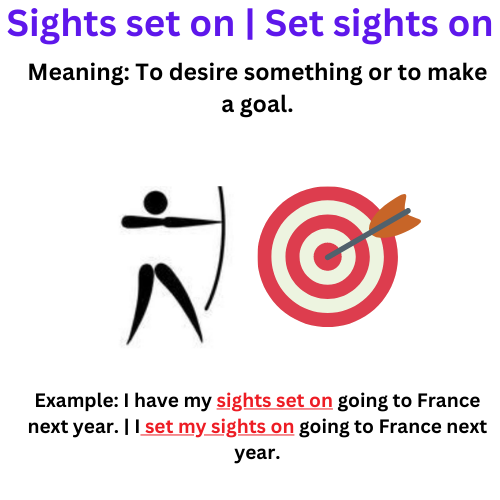 Sights set on | Set sights on
Meaning: To desire something or to make
a goal.
Example: I have my sights set on going to France
next year. | I set my sights on going to France next
year.